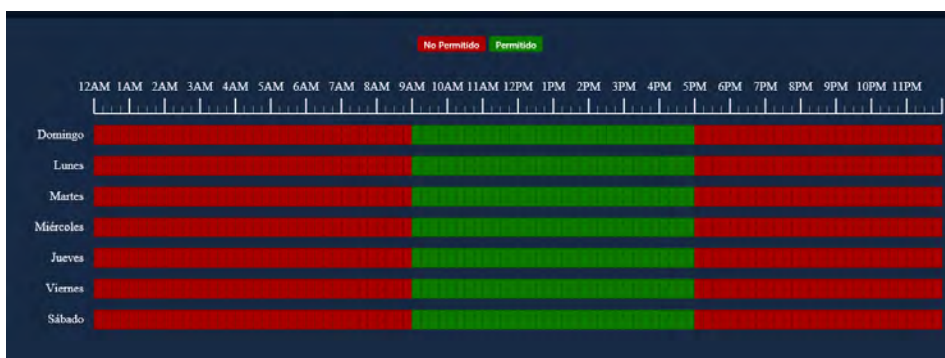 No Permitido Permitido
12AM 1AM 2AM 3AM 4AM 5AM 6AM 7AM 8AM 9AM 10AM 11AM 12PM 1PM 2PM 3PM 4PM 5PM 6PM 7PM 8PM 9PM 10PM 11PM
Domingo
Lunes
Martes
Miércoles
Jueves
Viernes
Sábado